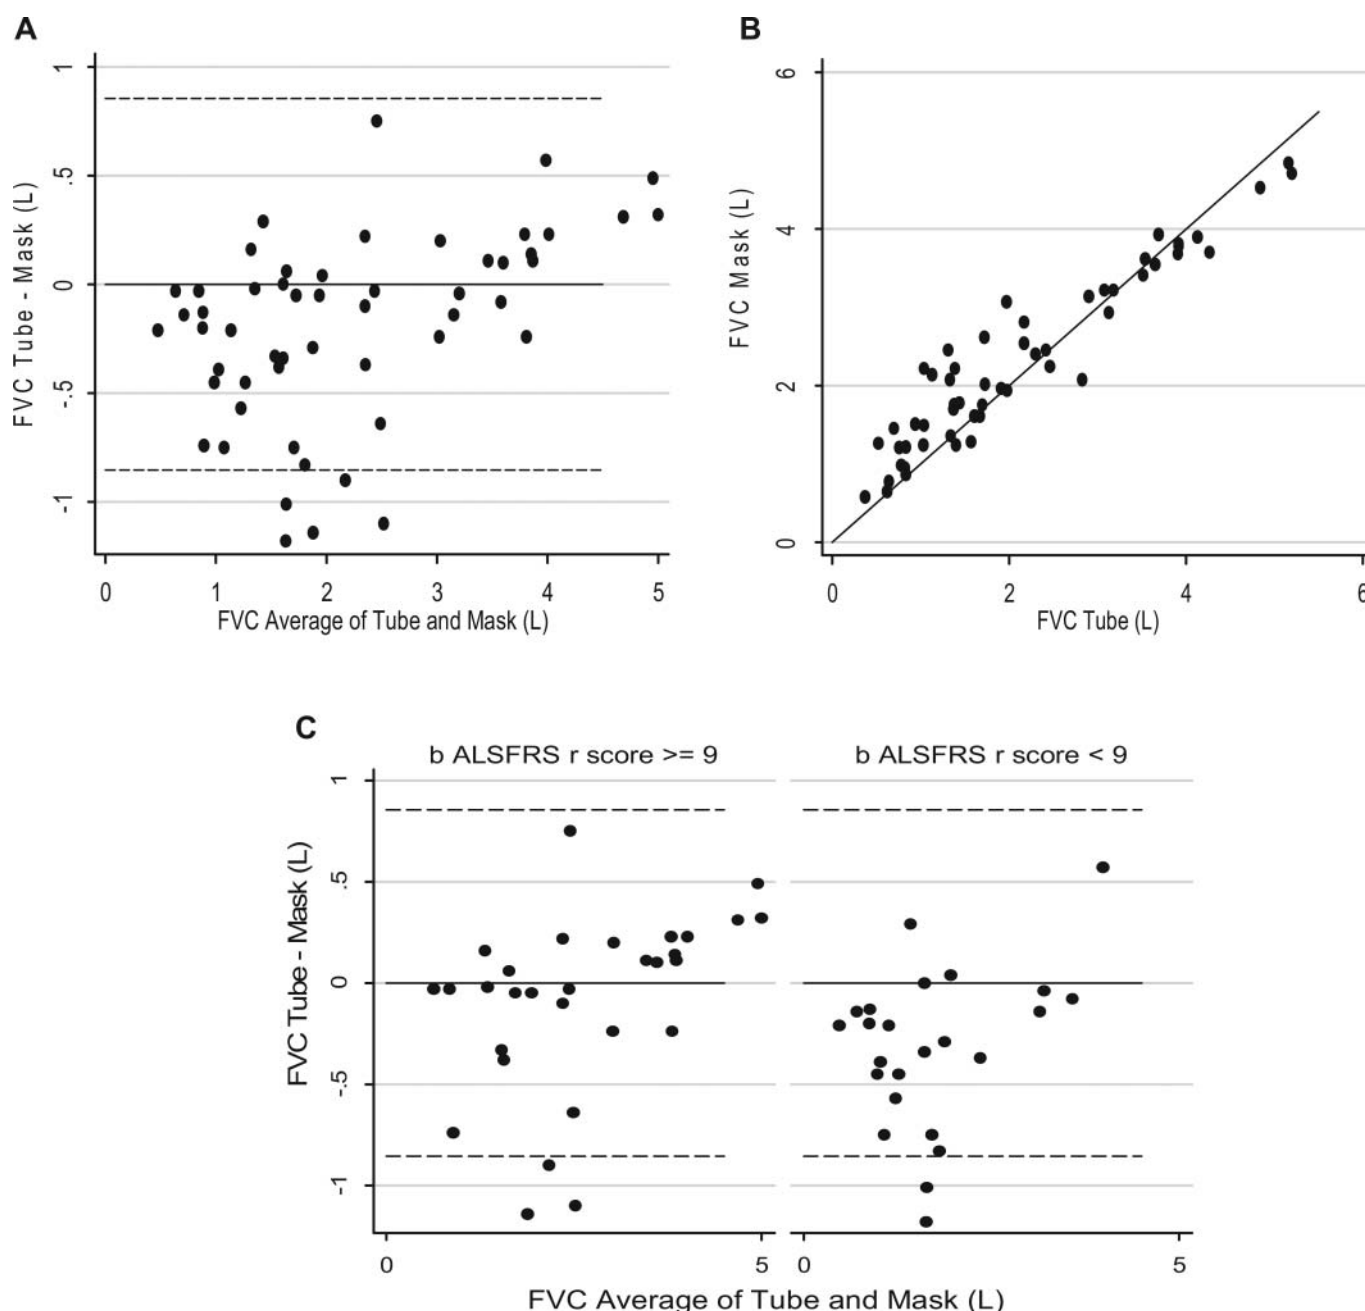 A
B
1
.5
0
-.5
-1
FVC Tube - Mask (L)
0 1 2 3 4 5
FVC Average of Tube and Mask (L)
6
4
2
0
FVC Mask (L)
0 2 4 6
FVC Tube (L)
C
b ALSFRS r score >= 9
b ALSFRS r score < 9
1
.5
0
-.5
-1
FVC Tube - Mask (L)
0 5 0 5
FVC Average of Tube and Mask (L)